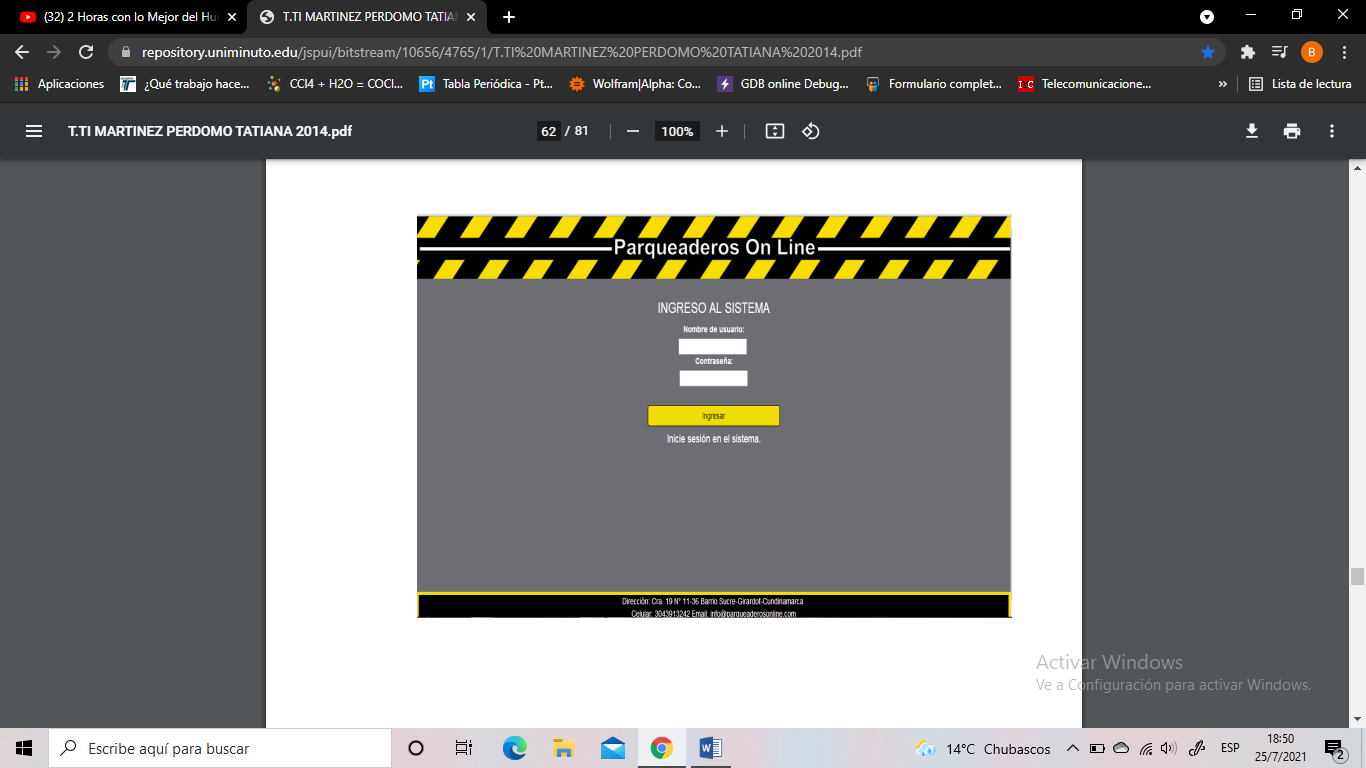 (32) 2 Horas con lo Mejor del Hu
T.TI MARTINEZ PERDOMO TATIA
repository.uniminuto.edu/jspui/bitstream/10656/4765/1/T.TI%20MARTINEZ%20PERDOMO%20TATIANA%202014.pdf
B
Aplicaciones
¿Qué trabajo hace...
CCl4 + H2O = COCl...
Pt Tabla Periódica - Pt...
Wolfram|Alpha: Co...
GDB online Debug...
Formulario complet...
Telecomunicacione...
»
Lista de lectura
T.TI MARTINEZ PERDOMO TATIANA 2014.pdf
62 / 81
100%
Parqueaderos On Line
INGRESO AL SISTEMA
Nombre de usuario:
Contraseña:
Ingresar
Inicie sesión en el sistema.
Dirección: Cra. 19 N° 11-36 Barrio Sucre-Girardot-Cundinamarca
Celular: 3043913242 Email: info@parqueaderosonline.com
Activar Windows
Ve a Configuración para activar Windows.
Escribe aquí para buscar
14°C Chubascos
ESP
18:50
25/7/2021
2